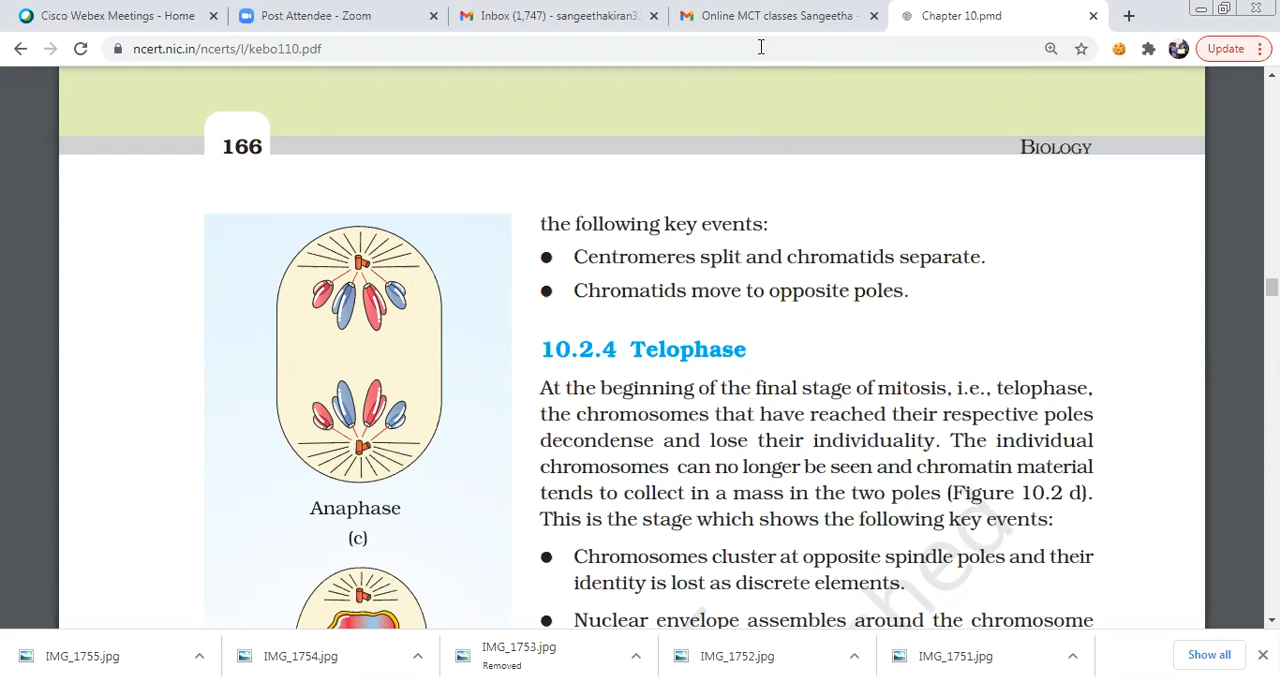 Cisco Webex Meetings - Home
Post Attendee - Zoom
Inbox (1,747) - sangeethakiran3
Online MCT classes Sangeetha -
Chapter 10.pmd
ncert.nic.in/ncerts/l/kebo110.pdf
Update
166
BIOLOGY
the following key events:
● Centromeres split and chromatids separate.
● Chromatids move to opposite poles.
10.2.4 Telophase
At the beginning of the final stage of mitosis, i.e., telophase,
the chromosomes that have reached their respective poles
decondense and lose their individuality. The individual
chromosomes can no longer be seen and chromatin material
tends to collect in a mass in the two poles (Figure 10.2 d).
This is the stage which shows the following key events:
● Chromosomes cluster at opposite spindle poles and their
identity is lost as discrete elements.
● Nuclear envelope assembles around the chromosome
Anaphase
(c)
IMG_1755.jpg
IMG_1754.jpg
IMG_1753.jpg
Removed
IMG_1752.jpg
IMG_1751.jpg
Show all